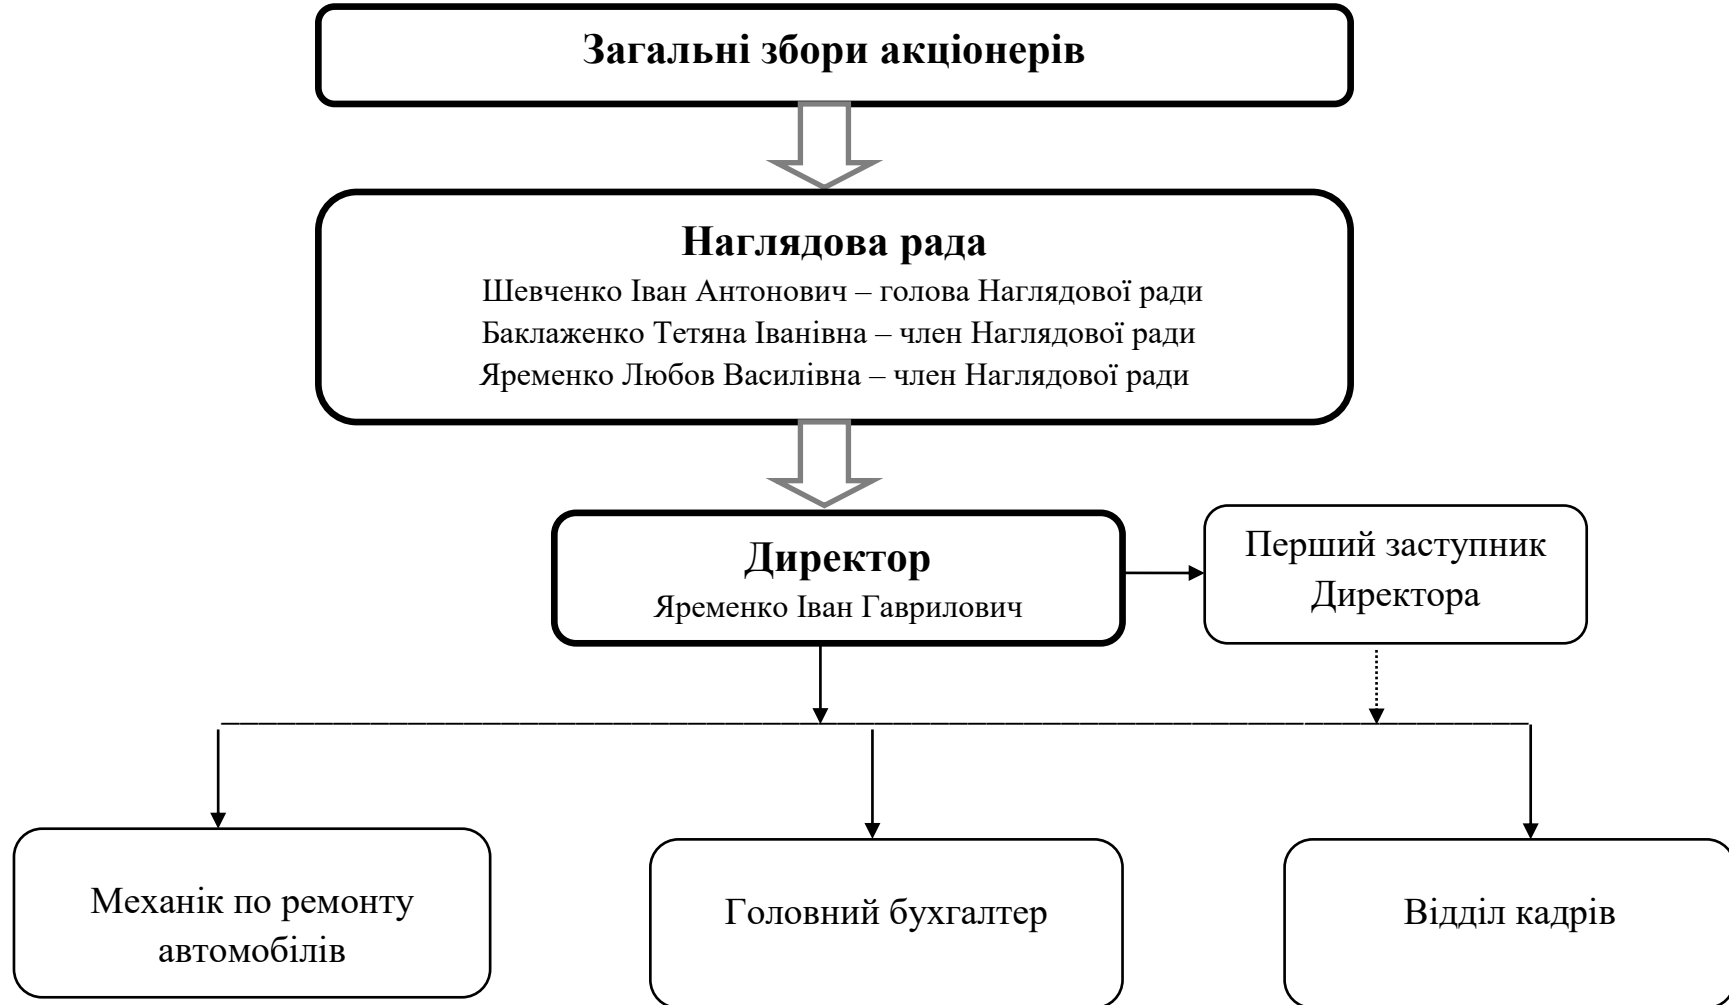 Загальні збори акціонерів
Наглядова рада
Шевченко Іван Антонович – голова Наглядової ради
Баклаженко Тетяна Іванівна – член Наглядової ради
Яременко Любов Василівна – член Наглядової ради
Директор
Яременко Іван Гаврилович
Перший заступник
Директора
Механік по ремонту
автомобілів
Головний бухгалтер
Відділ кадрів